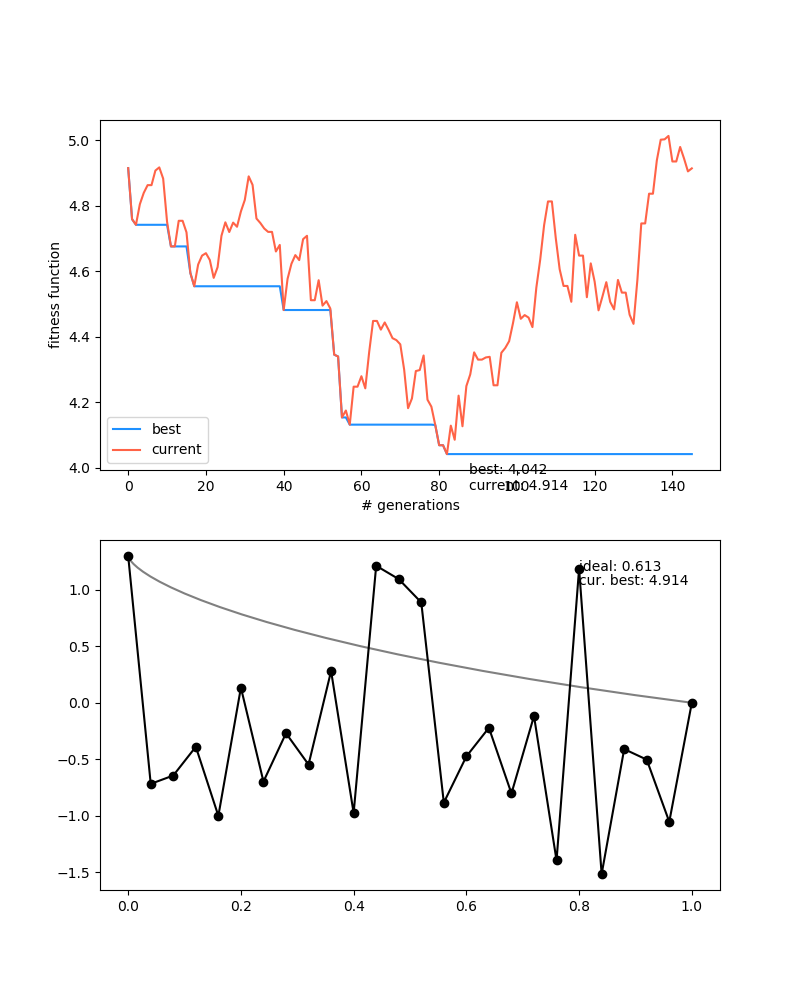 5.0
4.8
4.6
4.4
4.2
4.0
fitness function
best
current
0 20 40 60 80 100 120 140
best: 4.042
current: 4.914
# generations
ideal: 0.613
cur. best: 4.914
1.0
0.5
0.0
−0.5
−1.0
−1.5
0.0 0.2 0.4 0.6 0.8 1.0